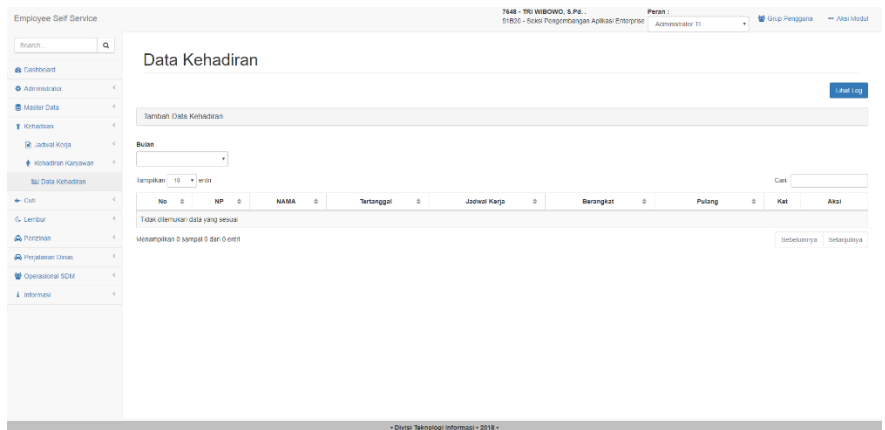 Employee Self Service
7648 - TRI WIBOWO, S.Pd. .
51B20 - Seksi Pengembangan Aplikasi Enterprise
Peran :
Administrator TI
Grup Pengguna
Aksi Modul
Search...
Dashboard
Administrator
Master Data
Kehadiran
Jadwal Kerja
Kehadiran Karyawan
Data Kehadiran
Cuti
Lembur
Perizinan
Perjalanan Dinas
Operasional SDM
Informasi
Data Kehadiran
Lihat Log
Tambah Data Kehadiran
Bulan
Tampilkan 10 entri
Cari:
No NP NAMA Tertanggal Jadwal Kerja Berangkat Pulang Ket Aksi
Tidak ditemukan data yang sesuai
Menampilkan 0 sampai 0 dari 0 entri
Sebelumnya Selanjutnya
• Divisi Teknologi Informasi • 2018 •